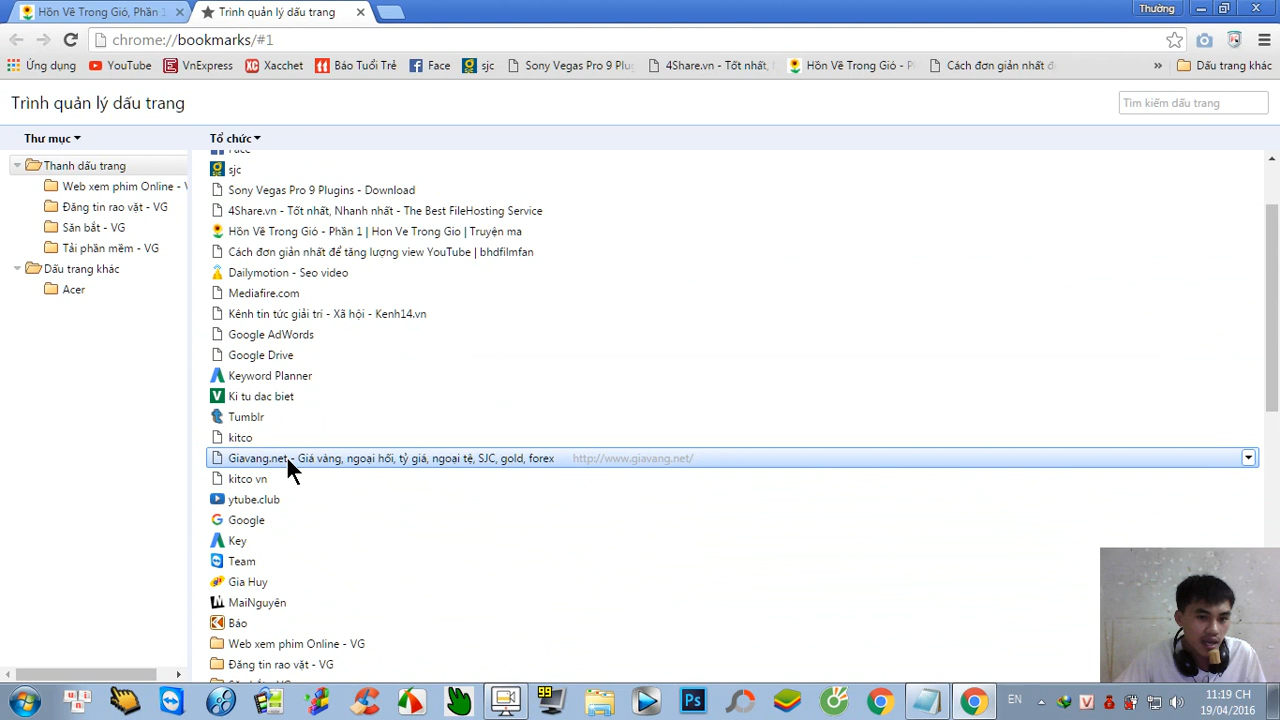 Hồn Về Trong Gió, Phần 1
Trình quản lý dấu trang
Thường
chrome://bookmarks/#1
Ứng dụng
YouTube
VnExpress
Xacchet
Báo Tuổi Trẻ
Face
sjc
Sony Vegas Pro 9 Plu
4Share.vn - Tốt nhất,
Hồn Về Trong Gió - P
Cách đơn giản nhất đ
»
Dấu trang khác
Trình quản lý dấu trang
Tìm kiếm dấu trang
Thư mục
Tổ chức
Thanh dấu trang
Web xem phim Online - V
Đăng tin rao vặt - VG
Săn bắt - VG
Tải phần mềm - VG
Dấu trang khác
Acer
Face
sjc
Sony Vegas Pro 9 Plugins - Download
4Share.vn - Tốt nhất, Nhanh nhất - The Best FileHosting Service
Hồn Về Trong Gió - Phần 1 | Hon Ve Trong Gio | Truyện ma
Cách đơn giản nhất để tăng lượng view YouTube | bhdfilmfan
Dailymotion - Seo video
Mediafire.com
Kênh tin tức giải trí - Xã hội - Kenh14.vn
Google AdWords
Google Drive
Keyword Planner
Ki tu dac biet
Tumblr
kitco
Giavang.net - Giá vàng, ngoại hối, tỷ giá, ngoại tệ, SJC, gold, forex http://www.giavang.net/
kitco vn
ytube.club
Google
Key
Team
Gia Huy
MaiNguyên
Báo
Web xem phim Online - VG
Đăng tin rao vặt - VG
99
Ps
EN
11:19 CH
19/04/2016